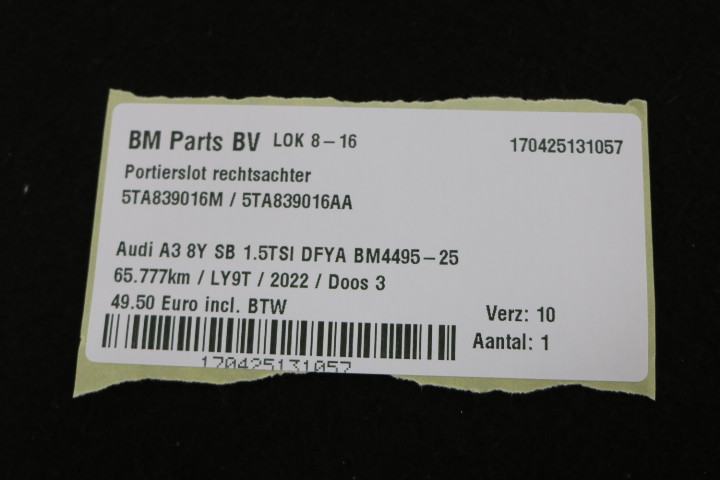 BM Parts BV LOK 8-16 170425131057
Portierslot rechtsachter
5TA839016M / 5TA839016AA
Audi A3 8Y SB 1.5TSI DFYA BM4495-25
65.777km / LY9T / 2022 / Doos 3
49.50 Euro incl. BTW
Verz: 10
Aantal: 1
170425131057